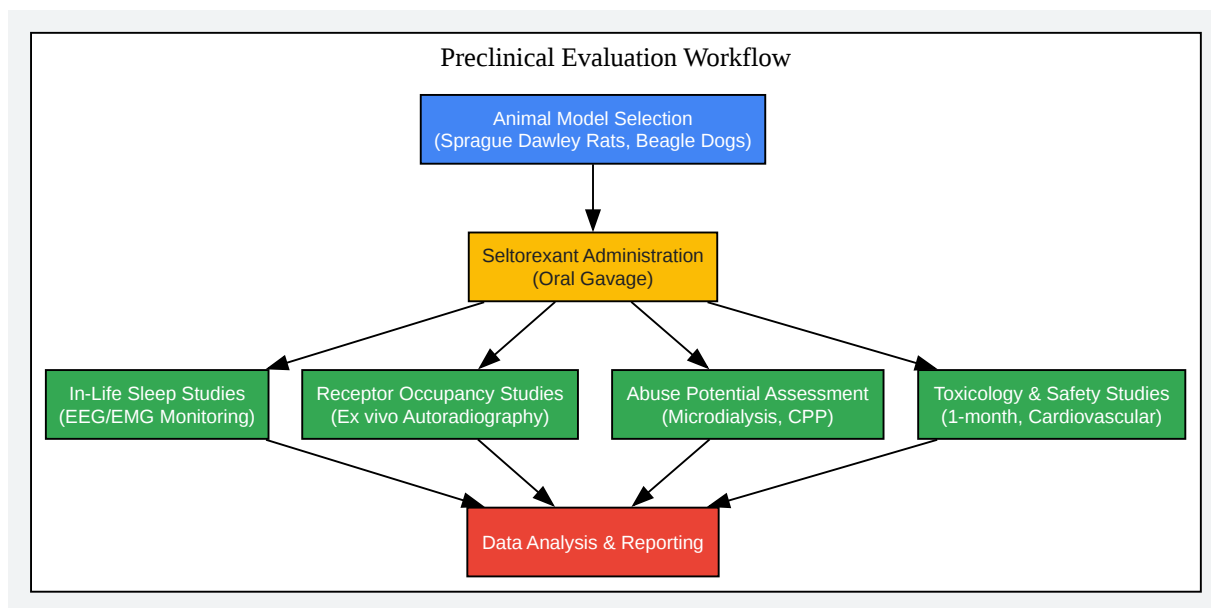 Preclinical Evaluation Workflow
Animal Model Selection
(Sprague Dawley Rats, Beagle Dogs)
Seltorexant Administration
(Oral Gavage)
In-Life Sleep Studies
(EEG/EMG Monitoring)
Receptor Occupancy Studies
(Ex vivo Autoradiography)
Abuse Potential Assessment
(Microdialysis, CPP)
Toxicology & Safety Studies
(1-month, Cardiovascular)
Data Analysis & Reporting